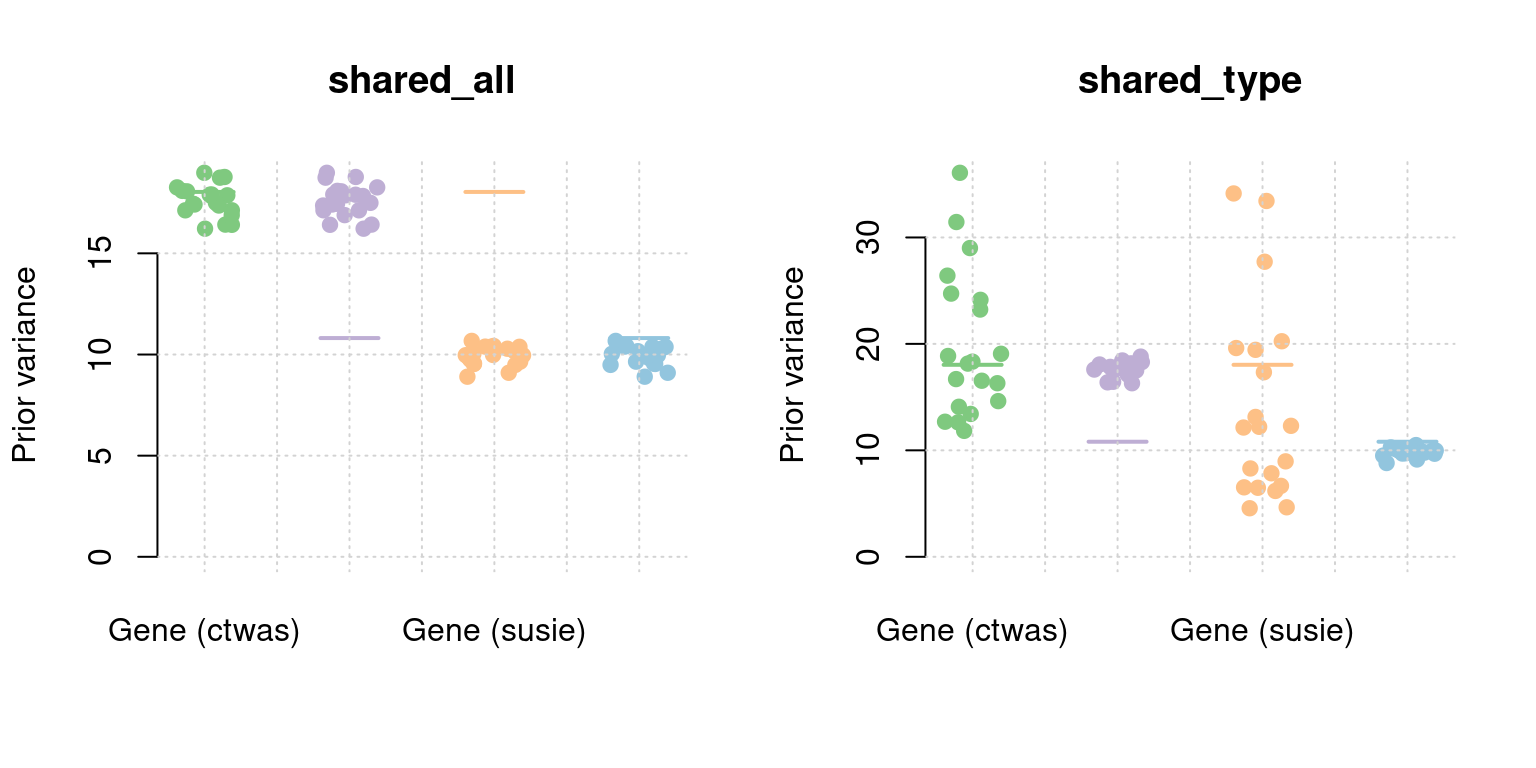 shared_all
Prior variance
15
10
5
0
Gene (ctwas)
Gene (susie)
shared_type
Prior variance
30
20
10
0
Gene (ctwas)
Gene (susie)